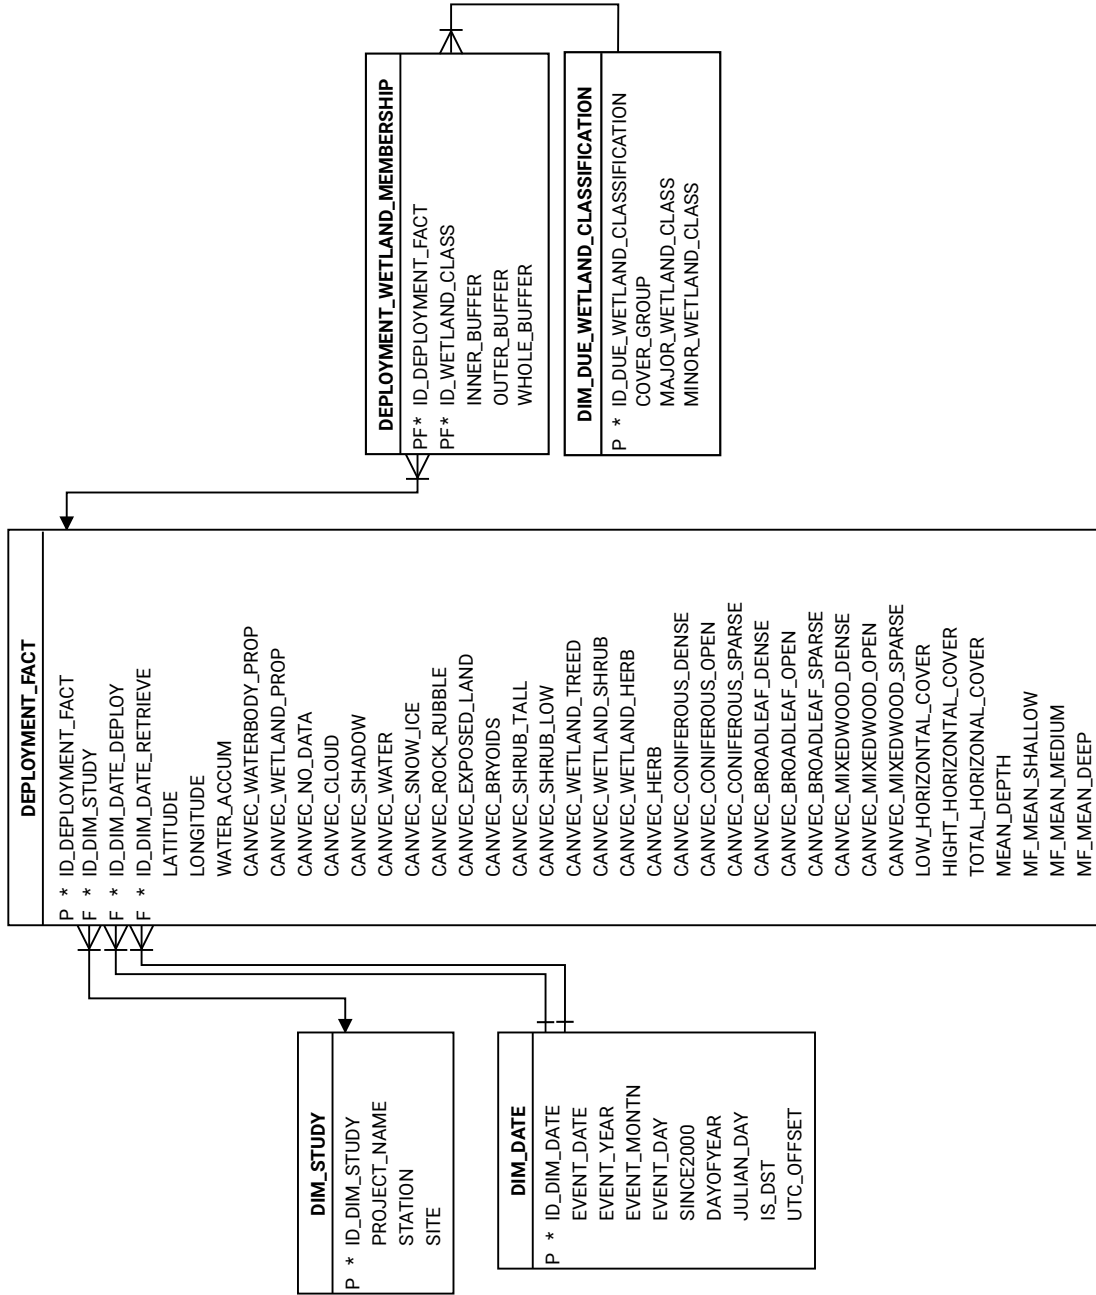 DIM_STUDY
P * ID_DIM_STUDY
PROJECT_NAME
STATION
SITE
DIM_DATE
P * ID_DIM_DATE
EVENT_DATE
EVENT_YEAR
EVENT_MONTN
EVENT_DAY
SINCE2000
DAYOFYEAR
JULIAN_DAY
IS_DST
UTC_OFFSET
DEPLOYMENT_FACT
P * ID_DEPLOYMENT_FACT
F * ID_DIM_STUDY
F * ID_DIM_DATE_DEPLOY
F * ID_DIM_DATE_RETRIEVE
LATITUDE
LONGITUDE
WATER_ACCUM
CANVEC_WATERBODY_PROP
CANVEC_WETLAND_PROP
CANVEC_NO_DATA
CANVEC_CLOUD
CANVEC_SHADOW
CANVEC_WATER
CANVEC_SNOW_ICE
CANVEC_ROCK_RUBBLE
CANVEC_EXPOSED_LAND
CANVEC_BRYOIDS
CANVEC_SHRUB_TALL
CANVEC_SHRUB_LOW
CANVEC_WETLAND_TREED
CANVEC_WETLAND_SHRUB
CANVEC_WETLAND_HERB
CANVEC_HERB
CANVEC_CONIFEROUS_DENSE
CANVEC_CONIFEROUS_OPEN
CANVEC_CONIFEROUS_SPARSE
CANVEC_BROADLEAF_DENSE
CANVEC_BROADLEAF_OPEN
CANVEC_BROADLEAF_SPARSE
CANVEC_MIXEDWOOD_DENSE
CANVEC_MIXEDWOOD_OPEN
CANVEC_MIXEDWOOD_SPARSE
LOW_HORIZONTAL_COVER
HIGHT_HORIZONTAL_COVER
TOTAL_HORIZONAL_COVER
MEAN_DEPTH
MF_MEAN_SHALLOW
MF_MEAN_MEDIUM
MF_MEAN_DEEP
DEPLOYMENT_WETLAND_MEMBERSHIP
PF* ID_DEPLOYMENT_FACT
PF* ID_WETLAND_CLASS
INNER_BUFFER
OUTER_BUFFER
WHOLE_BUFFER
DIM_DUE_WETLAND_CLASSIFICATION
P * ID_DUE_WETLAND_CLASSIFICATION
COVER_GROUP
MAJOR_WETLAND_CLASS
MINOR_WETLAND_CLASS